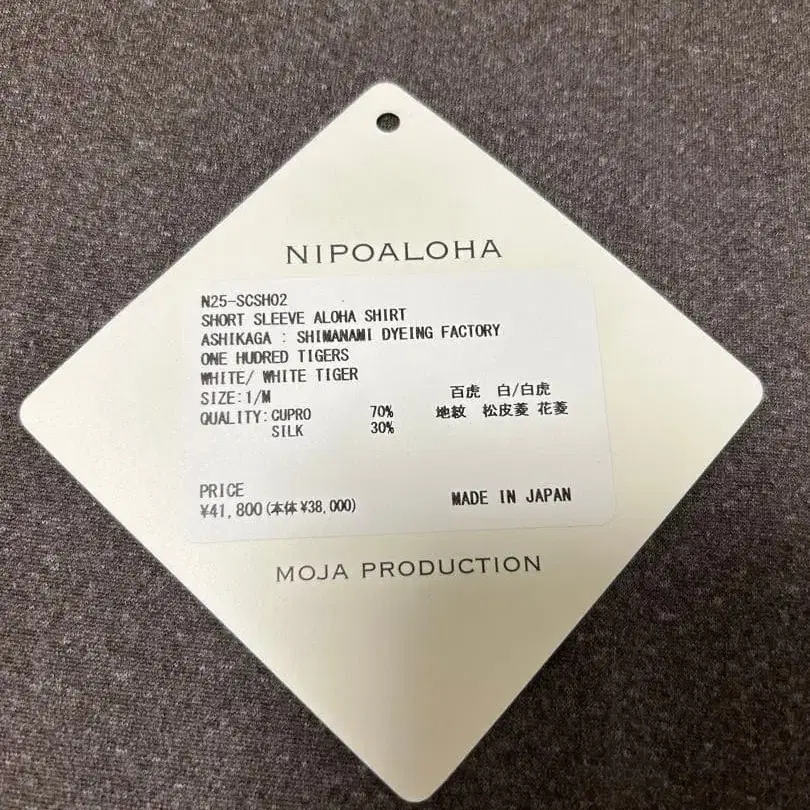 NIPOALOHA
N25-SCSH02
SHORT SLEEVE ALOHA SHIRT
ASHIKAGA : SHIMANAMI DYEING FACTORY
ONE HUDRED TIGERS
WHITE/ WHITE TIGER
SIZE:1/M 百虎 白/白虎
QUALITY:CUPRO 70% 地紋 松皮菱 花菱
SILK 30%
PRICE
¥41,800(本体¥38,000) MADE IN JAPAN
MOJA PRODUCTION